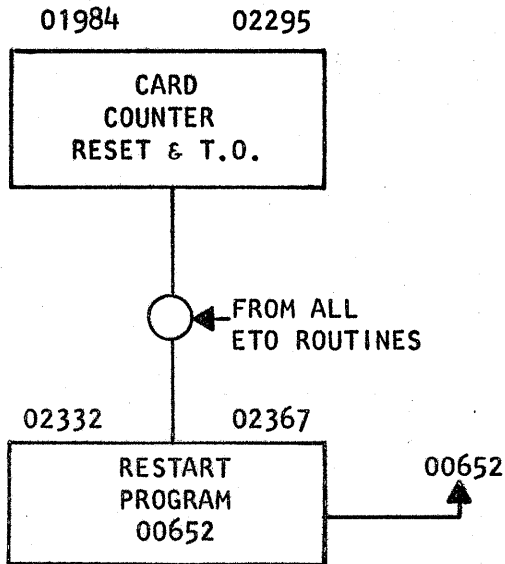 01984 02295
CARD
COUNTER
RESET & T.O.
FROM ALL
ETO ROUTINES
02332 02367
RESTART
PROGRAM
00652
00652